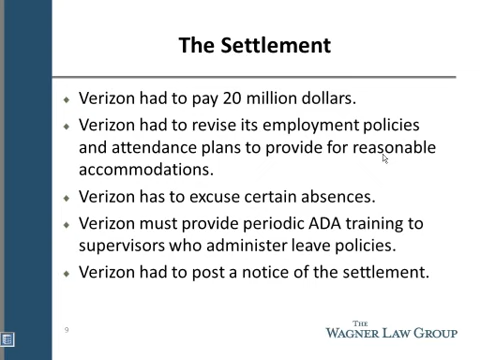 The Settlement
Verizon had to pay 20 million dollars.
Verizon had to revise its employment policies
and attendance plans to provide for reasonable
accommodations.
Verizon has to excuse certain absences.
Verizon must provide periodic ADA training to
supervisors who administer leave policies.
Verizon had to post a notice of the settlement.
9
THE
WAGNER LAW GROUP